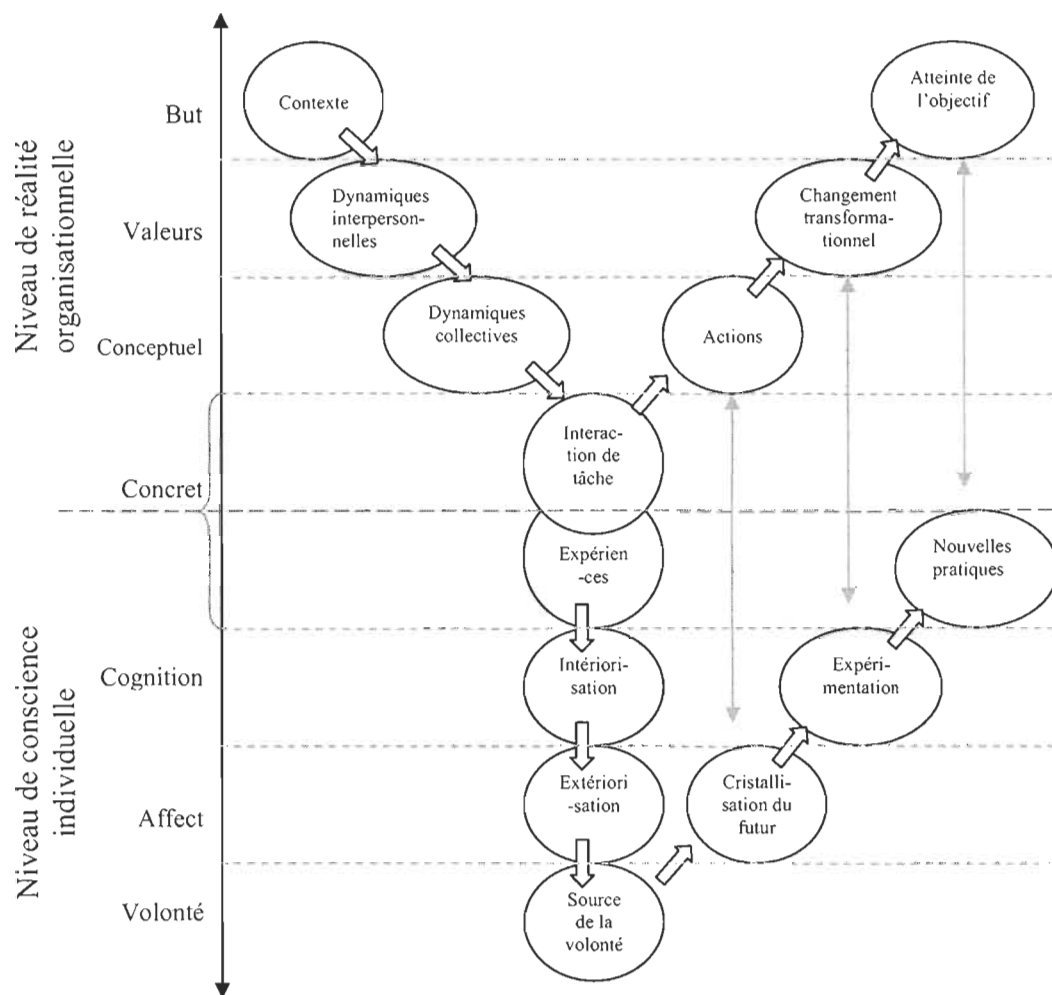 Niveau de réalité
organisationnelle
Niveau de conscience
individuelle
But
Valeurs
Conceptuel
Concret
Cognition
Affect
Volonté
Contexte
Dynamiques
interperson-
nelles
Dynamiques
collectives
Interac-
tion de
tâche
Actions
Changement
transforma-
tionnel
Atteinte de
l'objectif
Expérien
-ces
Intériori-
sation
Extériori
-sation
Source
de la
volonté
Cristalli-
sation du
futur
Expéri-
mentation
Nouvelles
pratiques